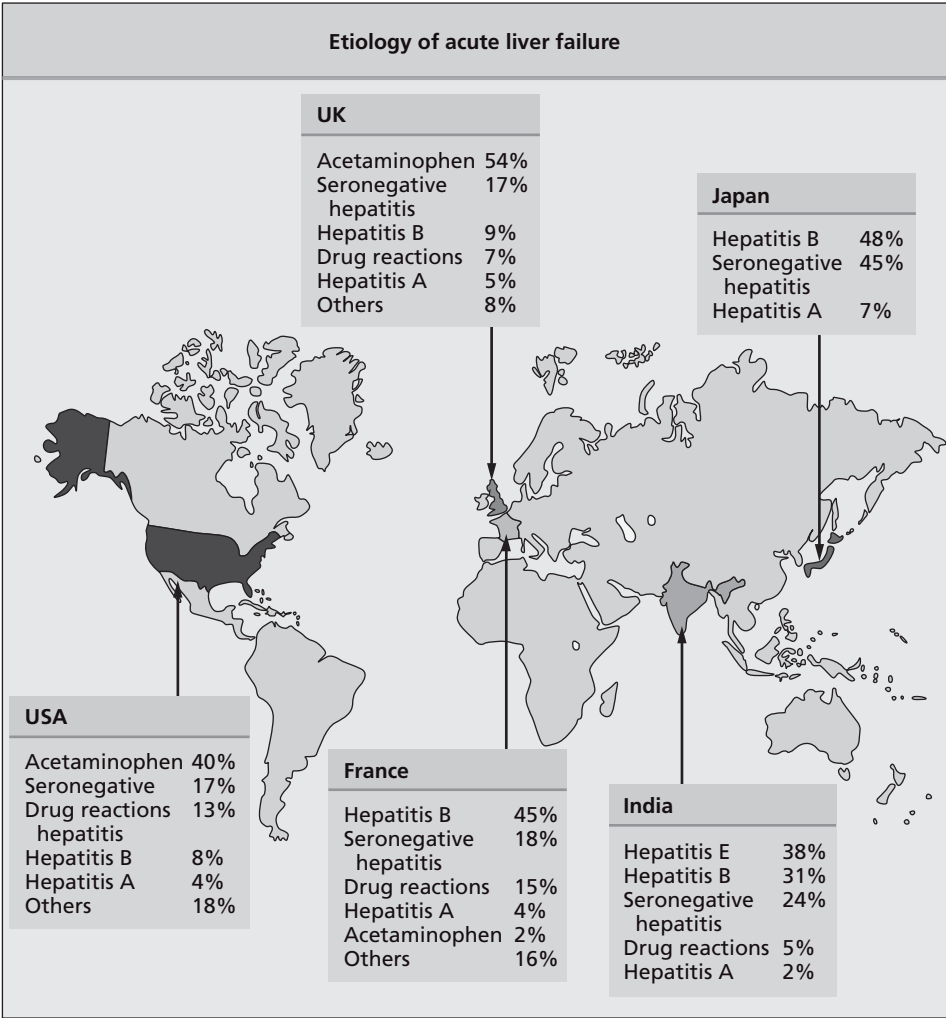 Etiology of acute liver failure
UK
Acetaminophen 54%
Seronegative 17%
hepatitis
Hepatitis B 9%
Drug reactions 7%
Hepatitis A 5%
Others 8%
Japan
Hepatitis B 48%
Seronegative 45%
hepatitis
Hepatitis A 7%
USA
Acetaminophen 40%
Seronegative 17%
Drug reactions 13%
hepatitis
Hepatitis B 8%
Hepatitis A 4%
Others 18%
France
Hepatitis B 45%
Seronegative 18%
hepatitis
Drug reactions 15%
Hepatitis A 4%
Acetaminophen 2%
Others 16%
India
Hepatitis E 38%
Hepatitis B 31%
Seronegative 24%
hepatitis
Drug reactions 5%
Hepatitis A 2%